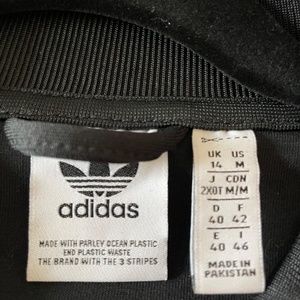 adidas
MADE WITH PARLEY OCEAN PLASTIC
END PLASTIC WASTE
THE BRAND WITH THE 3 STRIPES
UK US
14 M
J CDN
2XOT M/M
D F
40 42
E I
40 46
MADE IN
PAKISTAN